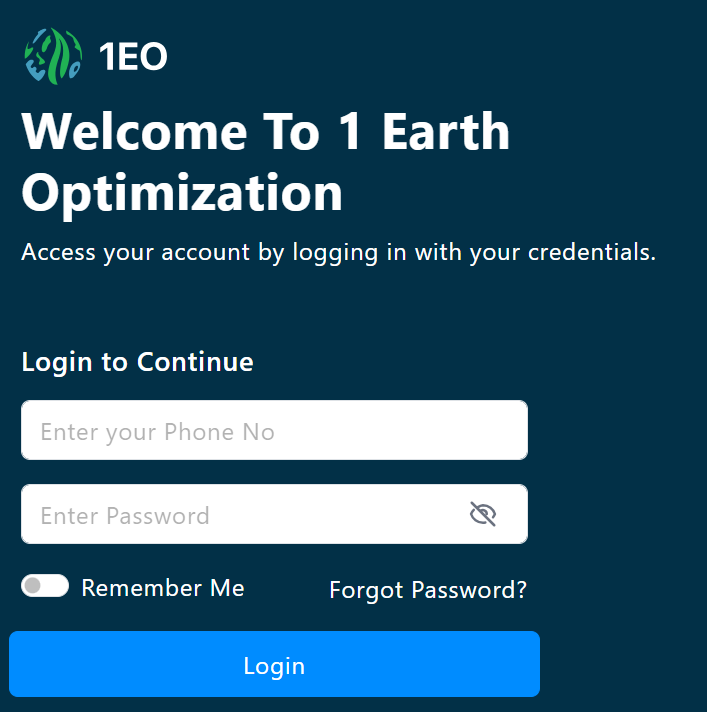 1EO
Welcome To 1 Earth
Optimization
Access your account by logging in with your credentials.
Login to Continue
Enter your Phone No
Enter Password
Remember Me
Forgot Password?
Login